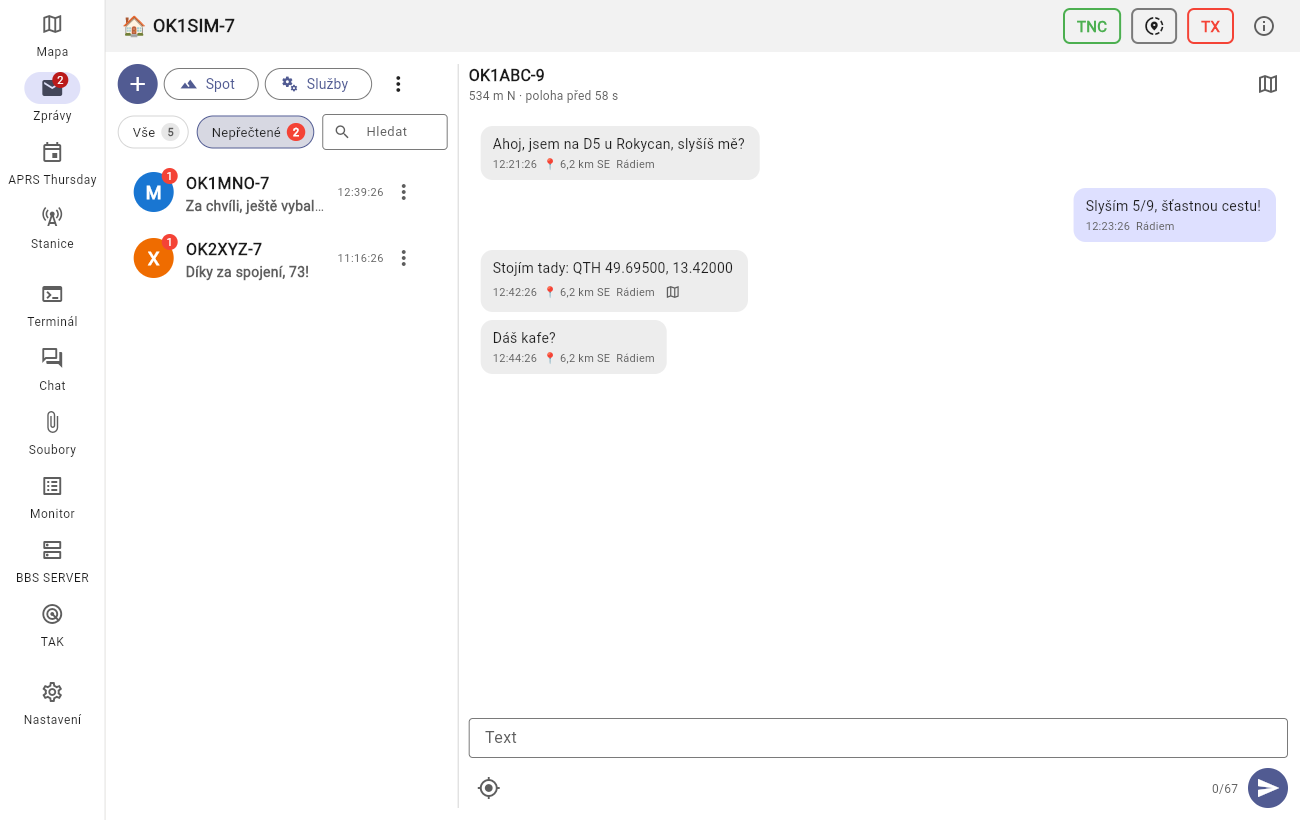 Mapa
2
Zprávy
APRS Thursday
Stanice
Terminál
Chat
Soubory
Monitor
BBS SERVER
TAK
Nastavení
OK1SIM-7
TNC
TX
Spot
Služby
Vše 5
Nepřečtené 2
Hledat
M 1
OK1MNO-7
12:39:26
Za chvíli, ještě vybal…
X 1
OK2XYZ-7
11:16:26
Díky za spojení, 73!
OK1ABC-9
534 m N · poloha před 58 s
Ahoj, jsem na D5 u Rokycan, slyšíš mě?
12:21:26 📍 6,2 km SE Rádiem
Slyším 5/9, šťastnou cestu!
12:23:26 Rádiem
Stojím tady: QTH 49.69500, 13.42000
12:42:26 📍 6,2 km SE Rádiem
Dáš kafe?
12:44:26 📍 6,2 km SE Rádiem
Text
0/67